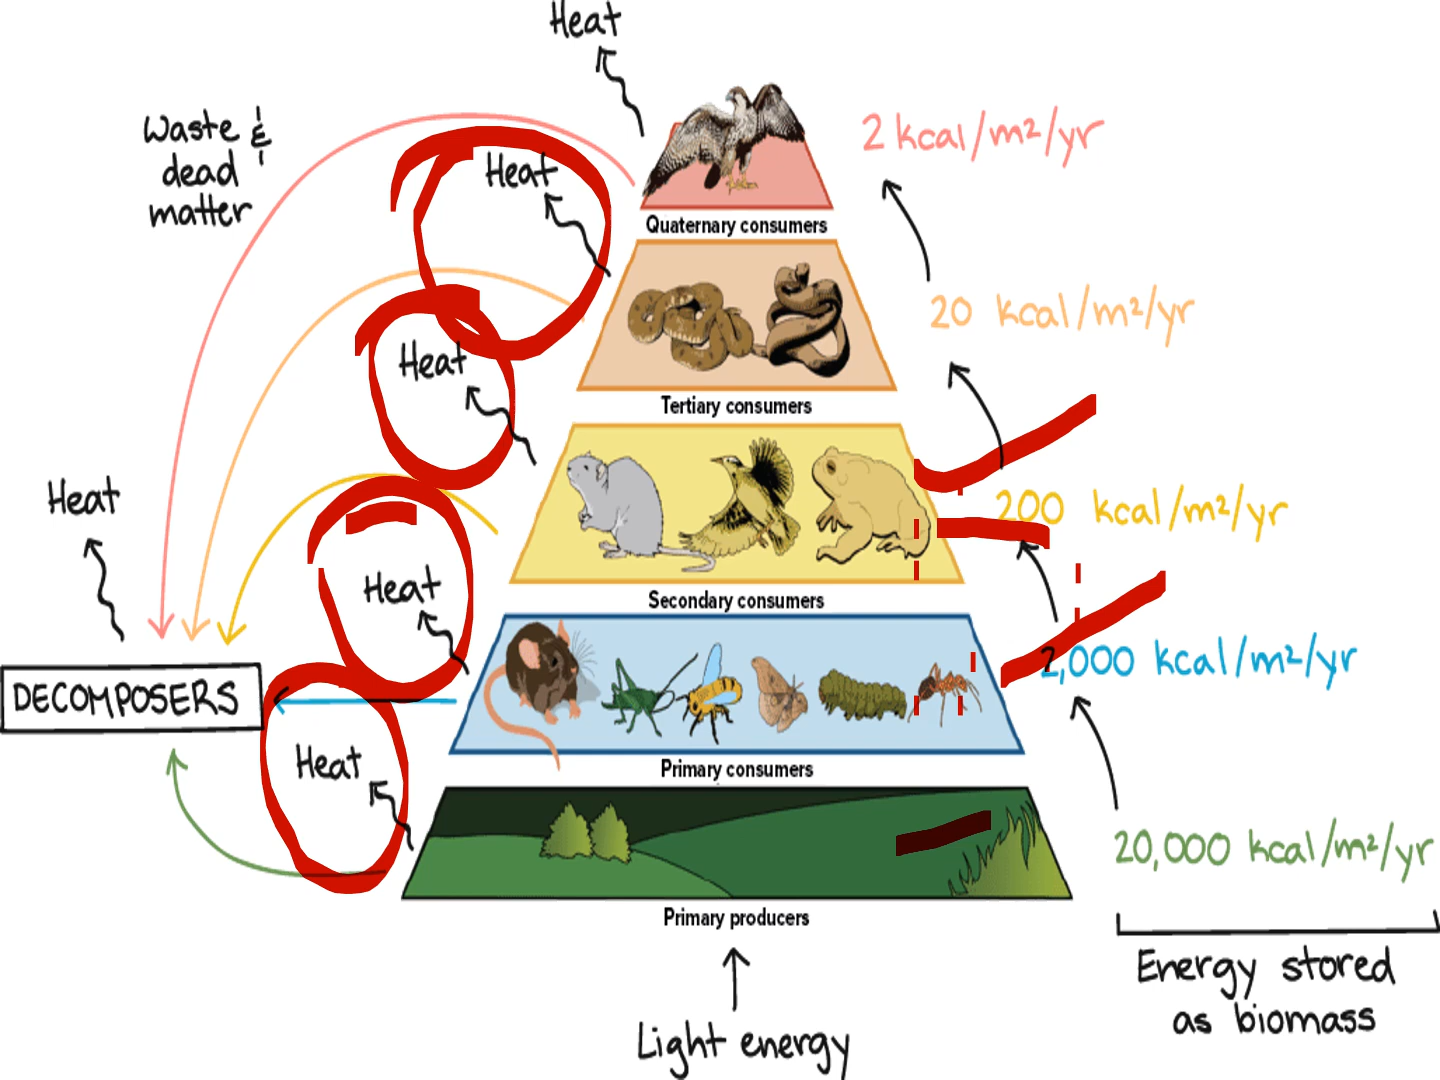 Heat
Waste &
dead
matter
Heat
2 kcal/m²/yr
Quaternary consumers
20 kcal/m²/yr
Heat
Tertiary consumers
Heat
200 kcal/m²/yr
Heat
Secondary consumers
2,000 kcal/m²/yr
DECOMPOSERS
Heat
Primary consumers
20,000 kcal/m²/yr
Primary producers
Energy stored
as biomass
Light energy